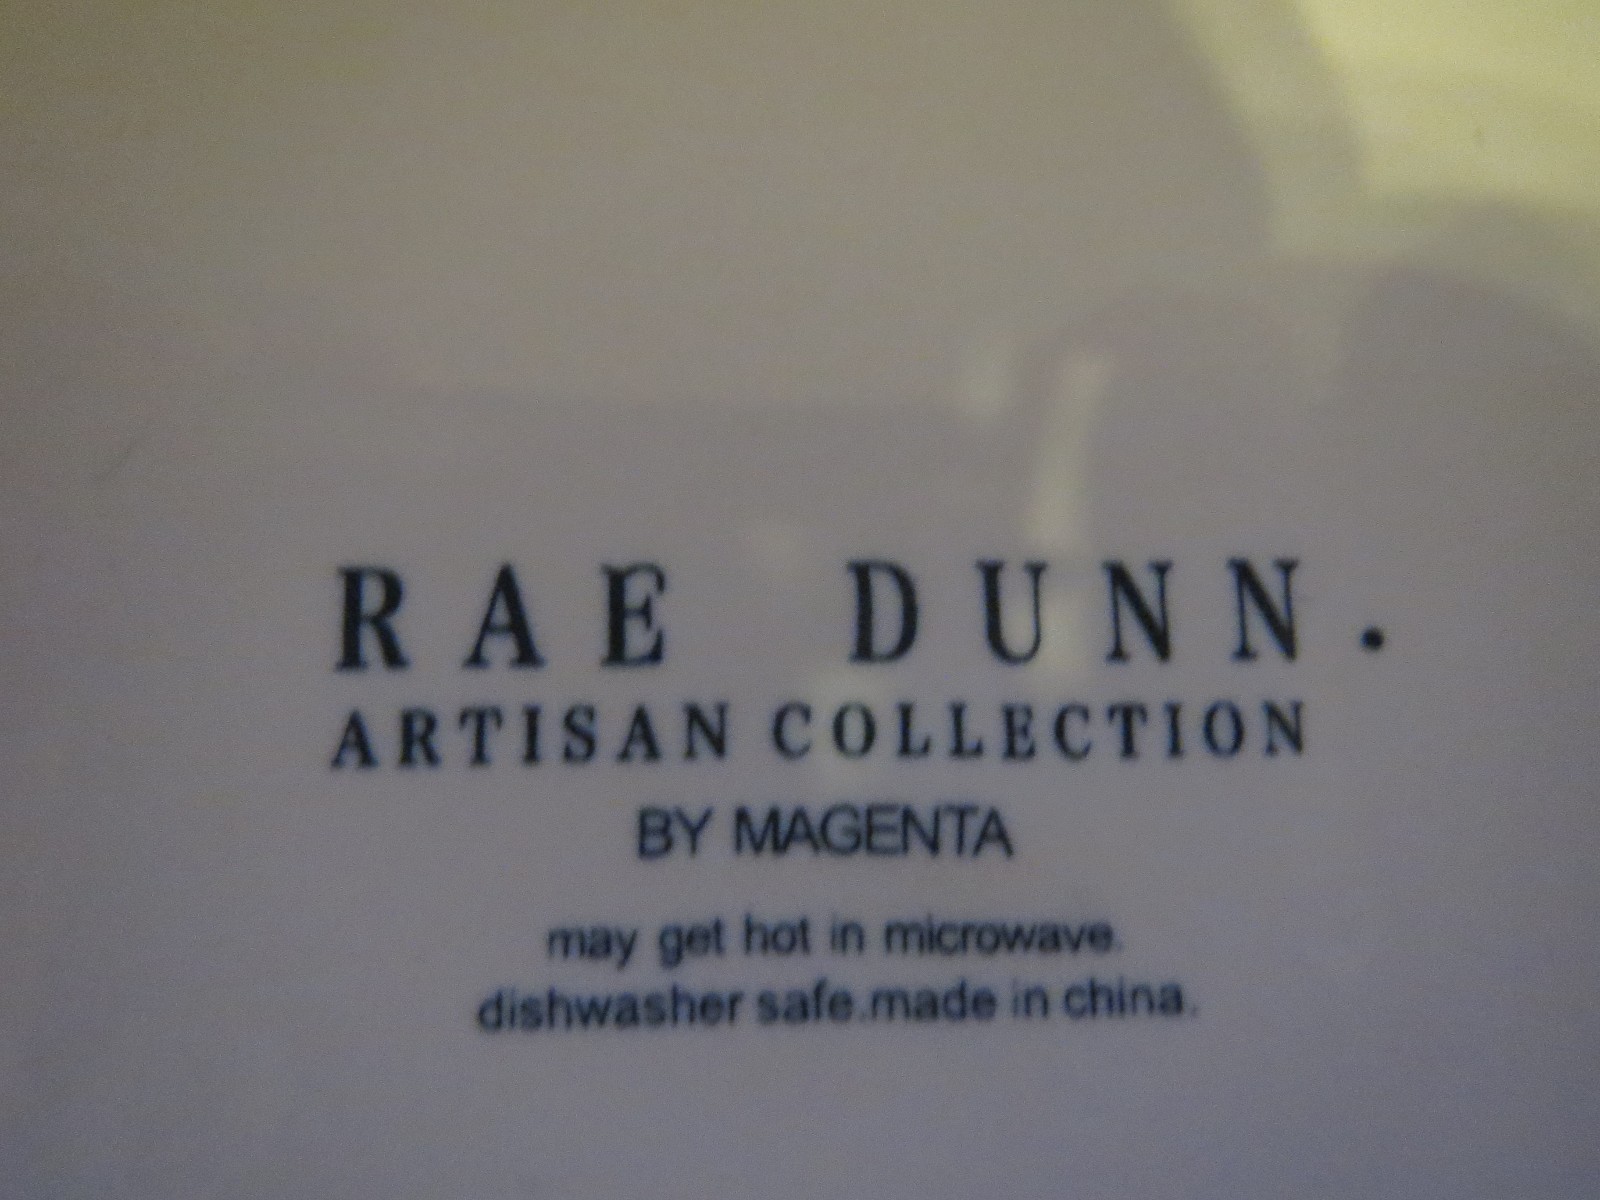 RAE DUNN.
ARTISAN COLLECTION
BY MAGENTA
may get hot in microwave.
dishwasher safe.made in china.